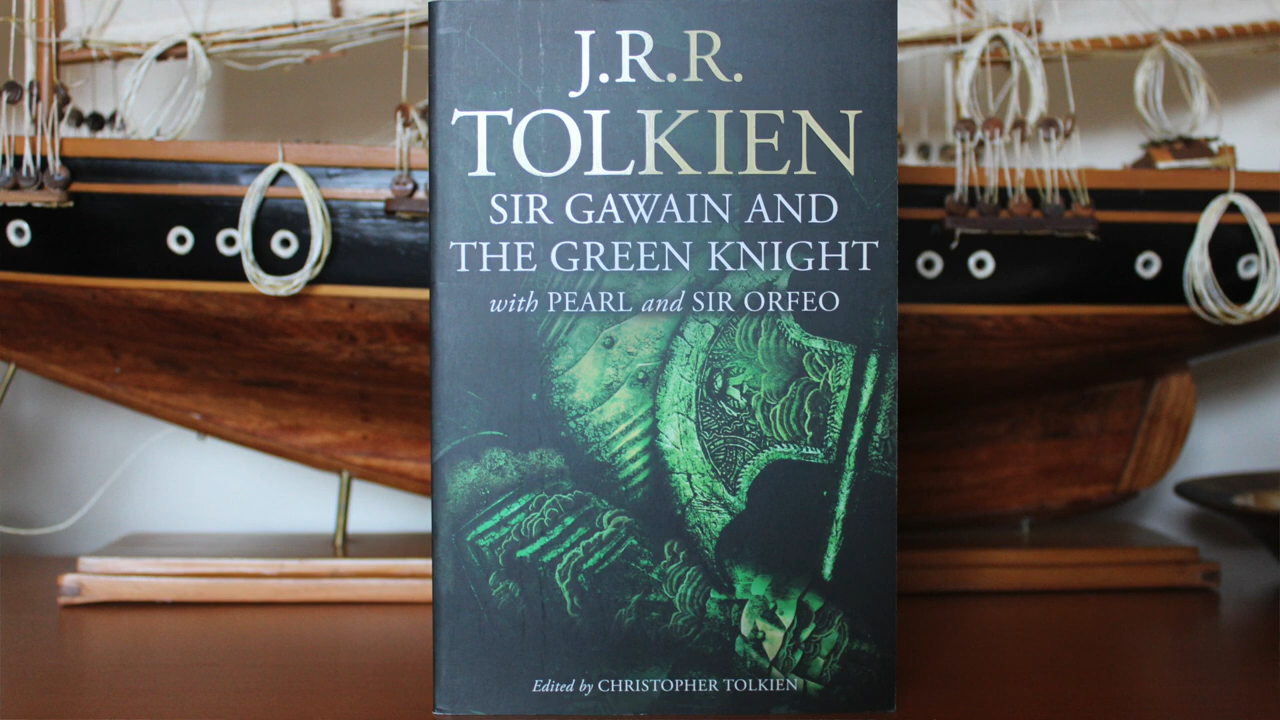 J.R.R.
TOLKIEN
SIR GAWAIN AND
THE GREEN KNIGHT
with PEARL and SIR ORFEO
Edited by CHRISTOPHER TOLKIEN